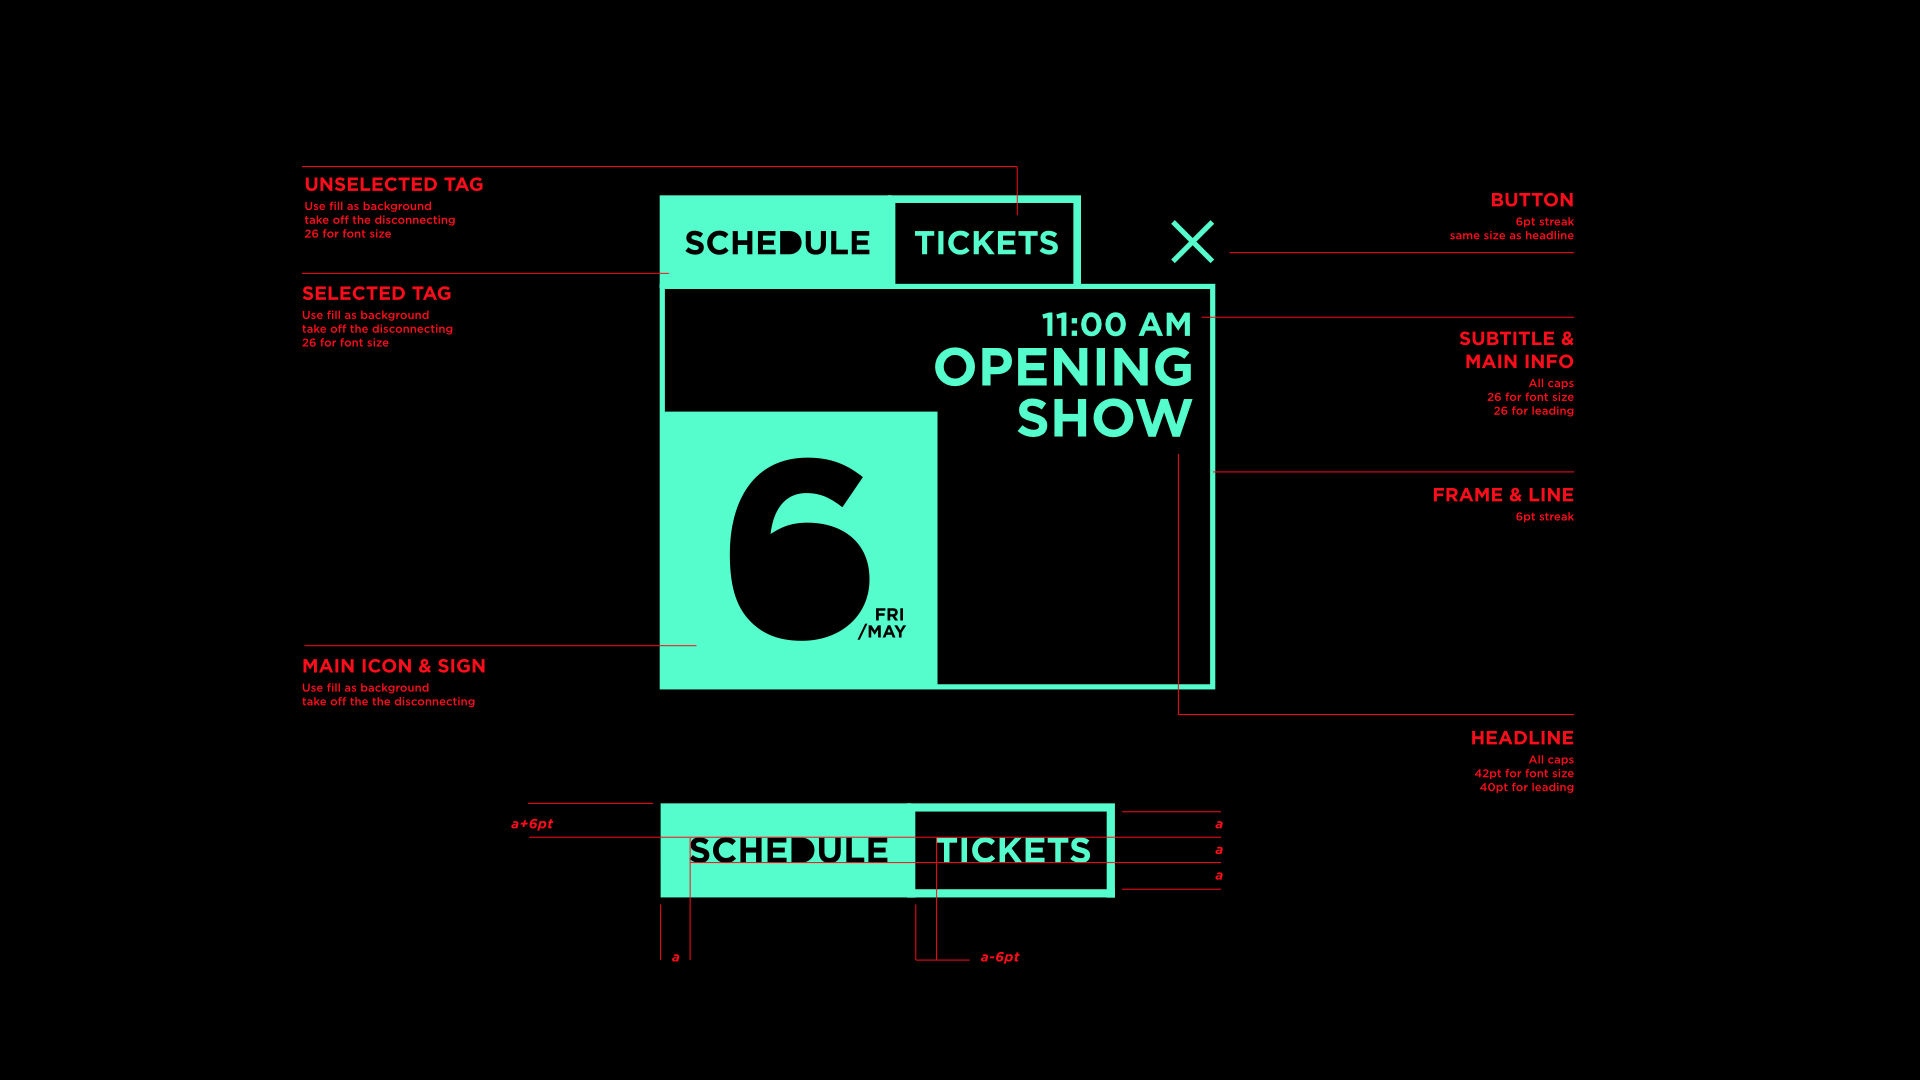 UNSELECTED TAG
Use fill as background
take off the disconnecting
26 for font size
SELECTED TAG
Use fill as background
take off the disconnecting
26 for font size
MAIN ICON & SIGN
Use fill as background
take off the the disconnecting
SCHEDULE
TICKETS
11:00 AM
OPENING
SHOW
6
FRI
/MAY
BUTTON
6pt streak
same size as headline
SUBTITLE &
MAIN INFO
All caps
26 for font size
26 for leading
FRAME & LINE
6pt streak
HEADLINE
All caps
42pt for font size
40pt for leading
a+6pt
SCHEDULE
TICKETS
a
a
a
a
a-6pt